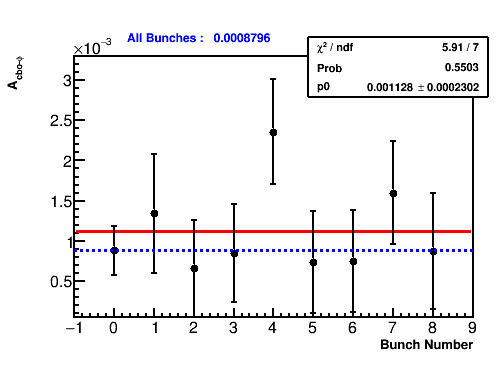 All Bunches : 0.0008796
×10⁻³
χ² / ndf 5.91 / 7
Prob 0.5503
p0 0.001128 ± 0.0002302
A_cbo-φ
3
2.5
2
1.5
1
0.5
−1 0 1 2 3 4 5 6 7 8 9
Bunch Number